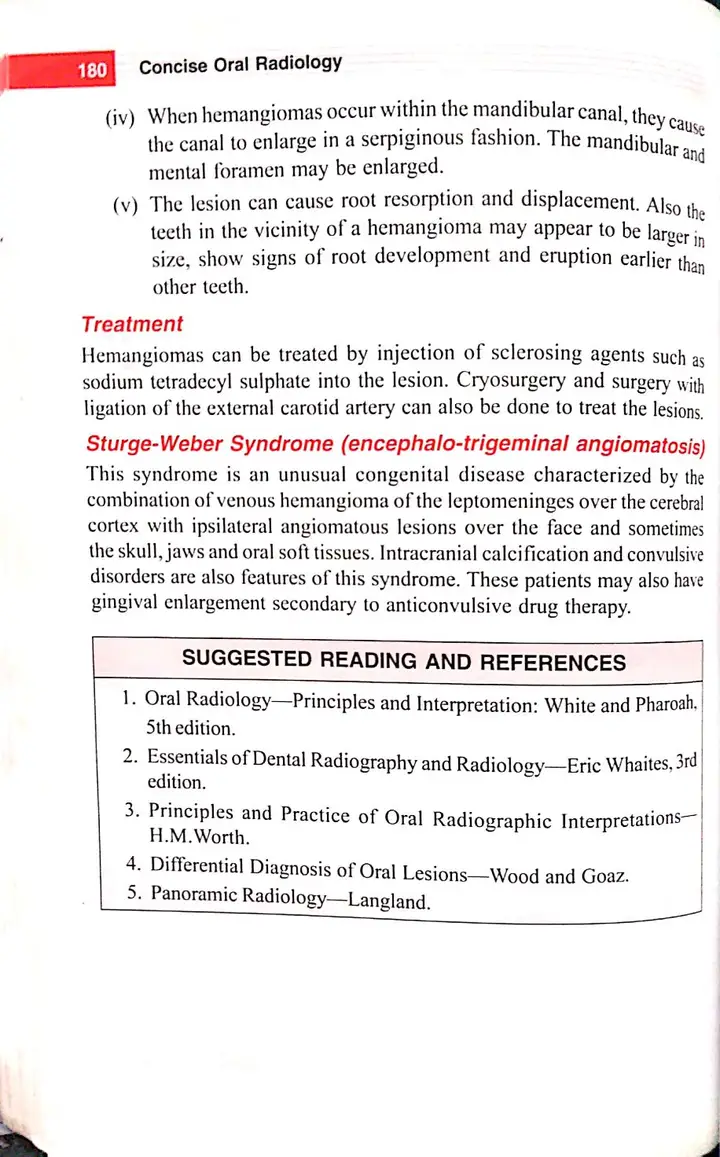 180 Concise Oral Radiology
(iv) When hemangiomas occur within the mandibular canal, they cause
the canal to enlarge in a serpiginous fashion. The mandibular and
mental foramen may be enlarged.
(v) The lesion can cause root resorption and displacement. Also the
teeth in the vicinity of a hemangioma may appear to be larger in
size, show signs of root development and eruption earlier than
other teeth.
Treatment
Hemangiomas can be treated by injection of sclerosing agents such as
sodium tetradecyl sulphate into the lesion. Cryosurgery and surgery with
ligation of the external carotid artery can also be done to treat the lesions.
Sturge-Weber Syndrome (encephalo-trigeminal angiomatosis)
This syndrome is an unusual congenital disease characterized by the
combination of venous hemangioma of the leptomeninges over the cerebral
cortex with ipsilateral angiomatous lesions over the face and sometimes
the skull, jaws and oral soft tissues. Intracranial calcification and convulsive
disorders are also features of this syndrome. These patients may also have
gingival enlargement secondary to anticonvulsive drug therapy.
SUGGESTED READING AND REFERENCES
1. Oral Radiology—Principles and Interpretation: White and Pharoah,
5th edition.
2. Essentials of Dental Radiography and Radiology—Eric Whaites, 3rd
edition.
3. Principles and Practice of Oral Radiographic Interpretations—
H.M.Worth.
4. Differential Diagnosis of Oral Lesions—Wood and Goaz.
5. Panoramic Radiology—Langland.